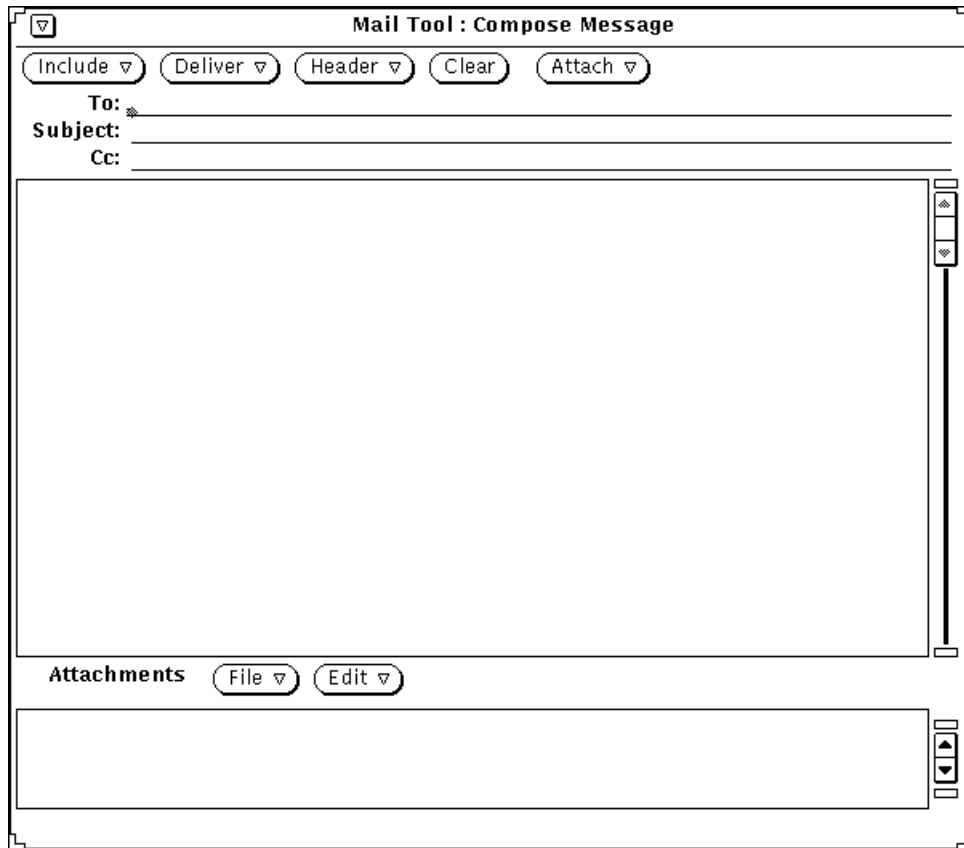 Mail Tool : Compose Message
Include Deliver Header Clear Attach
To:
Subject:
Cc:
Attachments File Edit